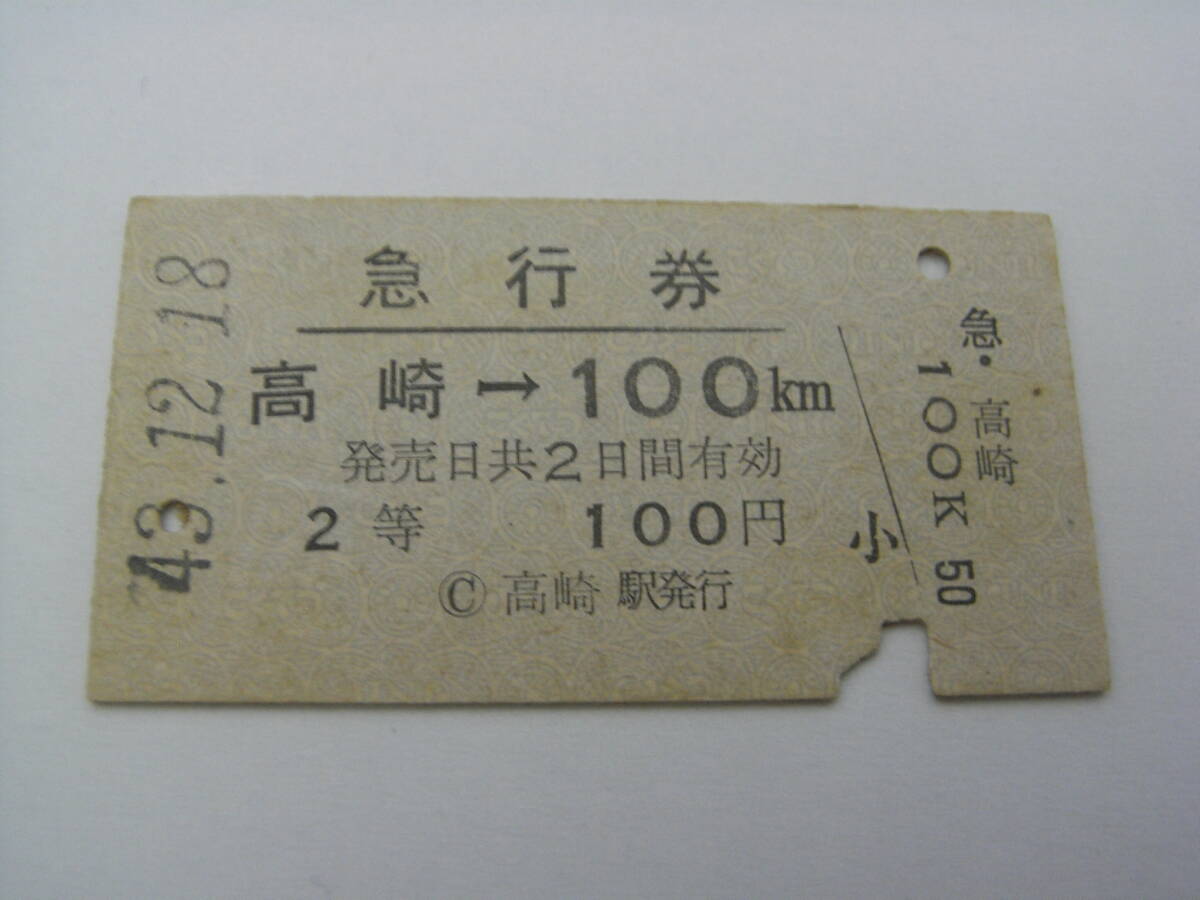 43.12.18
急行券
高崎→100km
発売日共2日間有効
2等 100円
Ⓒ高崎駅発行
小
急・高崎
100K 50